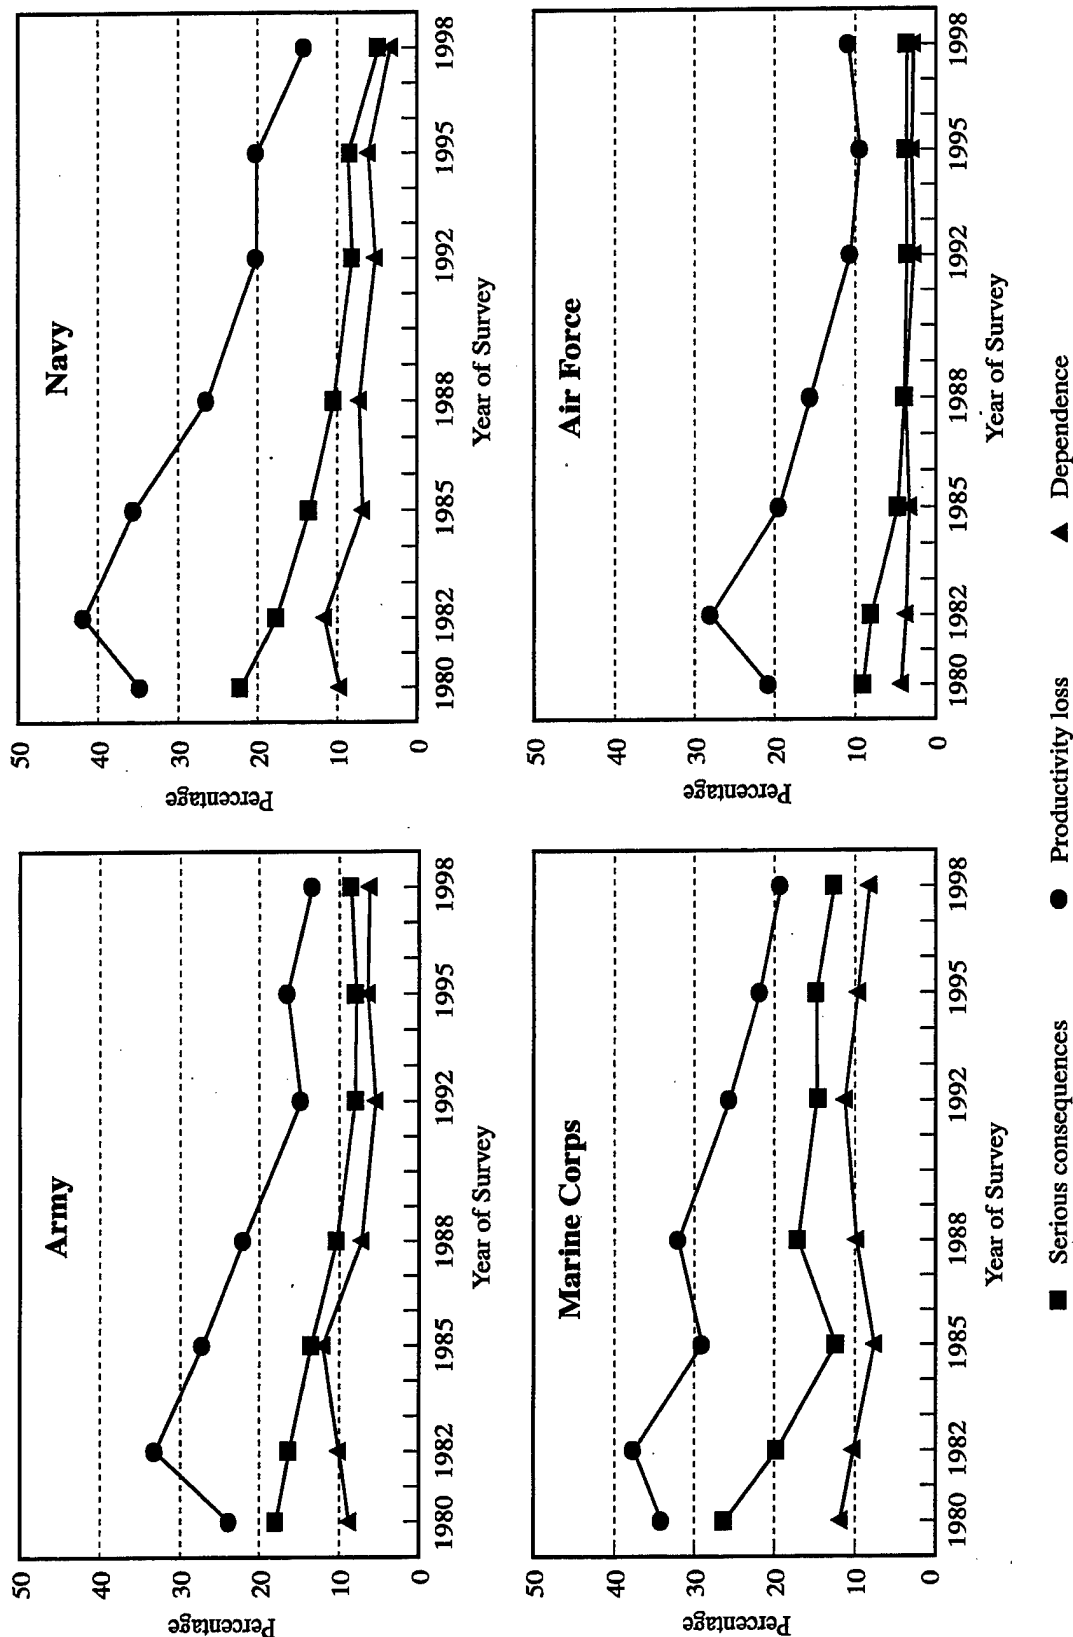 Army
50
40
30
20
10
0
Percentage
1980 1982 1985 1988 1992 1995 1998
Year of Survey
Navy
50
40
30
20
10
0
Percentage
1980 1982 1985 1988 1992 1995 1998
Year of Survey
Marine Corps
50
40
30
20
10
0
Percentage
1980 1982 1985 1988 1992 1995 1998
Year of Survey
Air Force
50
40
30
20
10
0
Percentage
1980 1982 1985 1988 1992 1995 1998
Year of Survey
Serious consequences Productivity loss Dependence